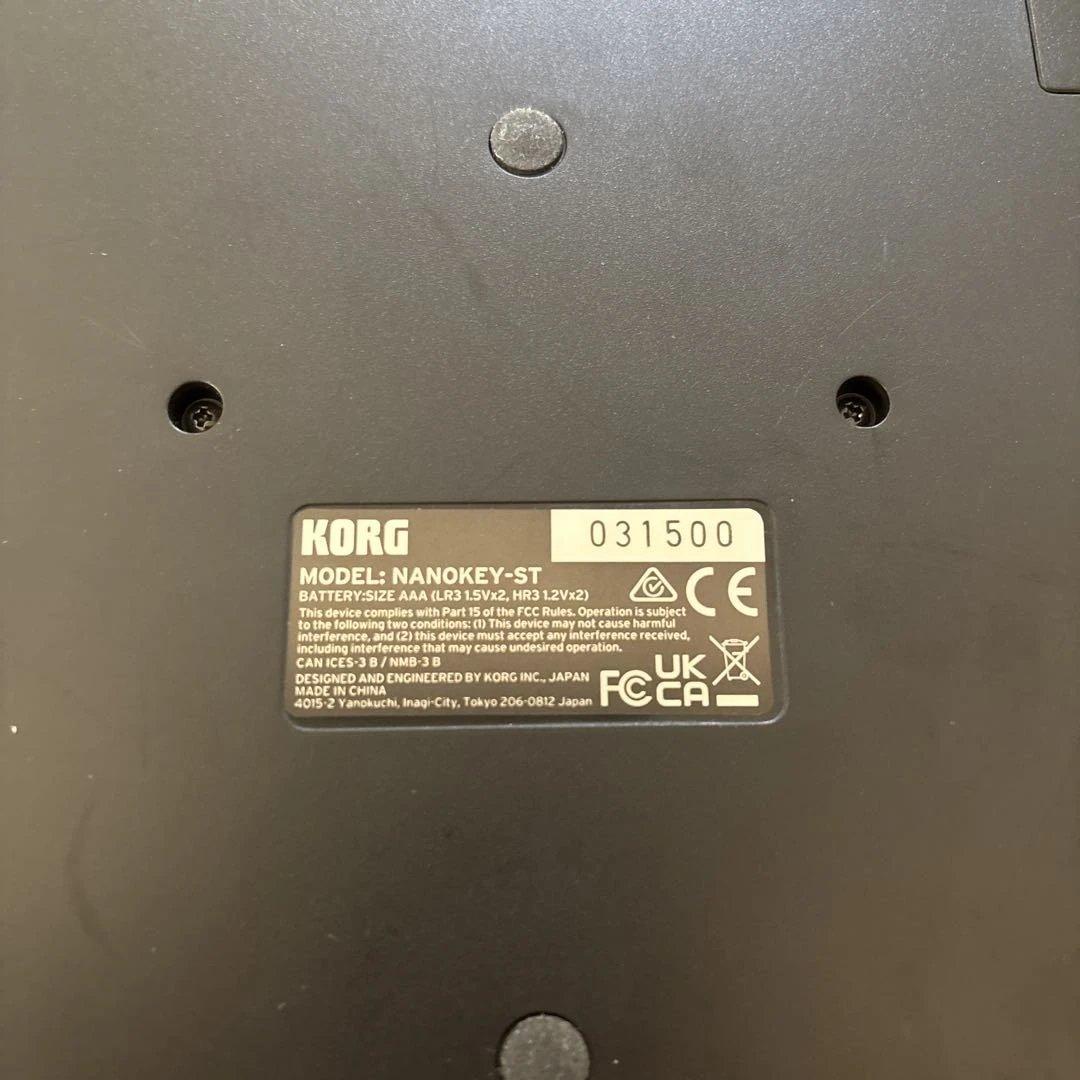 KORG
031500
MODEL: NANOKEY-ST
BATTERY:SIZE AAA (LR3 1.5Vx2, HR3 1.2Vx2)
This device complies with Part 15 of the FCC Rules. Operation is subject
to the following two conditions: (1) This device may not cause harmful
interference, and (2) this device must accept any interference received,
including interference that may cause undesired operation.
CAN ICES-3 B / NMB-3 B
DESIGNED AND ENGINEERED BY KORG INC., JAPAN
MADE IN CHINA
4015-2 Yanokuchi, Inagi-City, Tokyo 206-0812 Japan
CE
FC
UK
CA